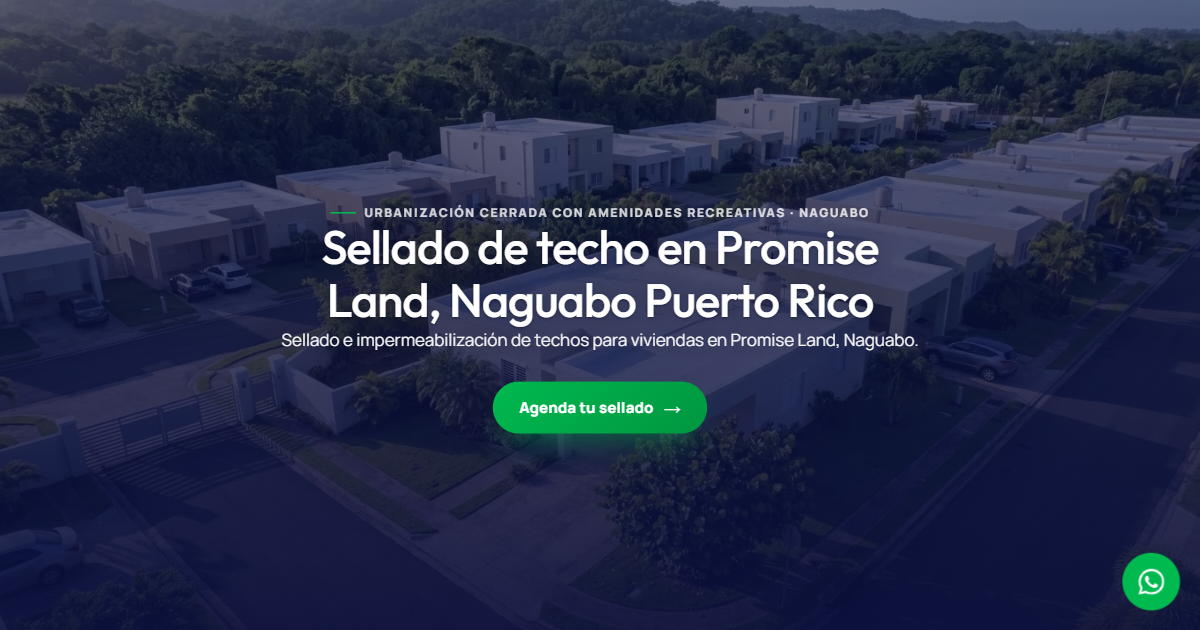 URBANIZACIÓN CERRADA CON AMENIDADES RECREATIVAS · NAGUABO
Sellado de techo en Promise
Land, Naguabo Puerto Rico
Sellado e impermeabilización de techos para viviendas en Promise Land, Naguabo.
Agenda tu sellado →